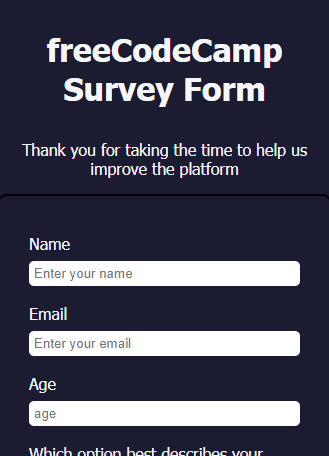 freeCodeCamp
Survey Form
Thank you for taking the time to help us
improve the platform
Name
Enter your name
Email
Enter your email
Age
age
Which option best describes your